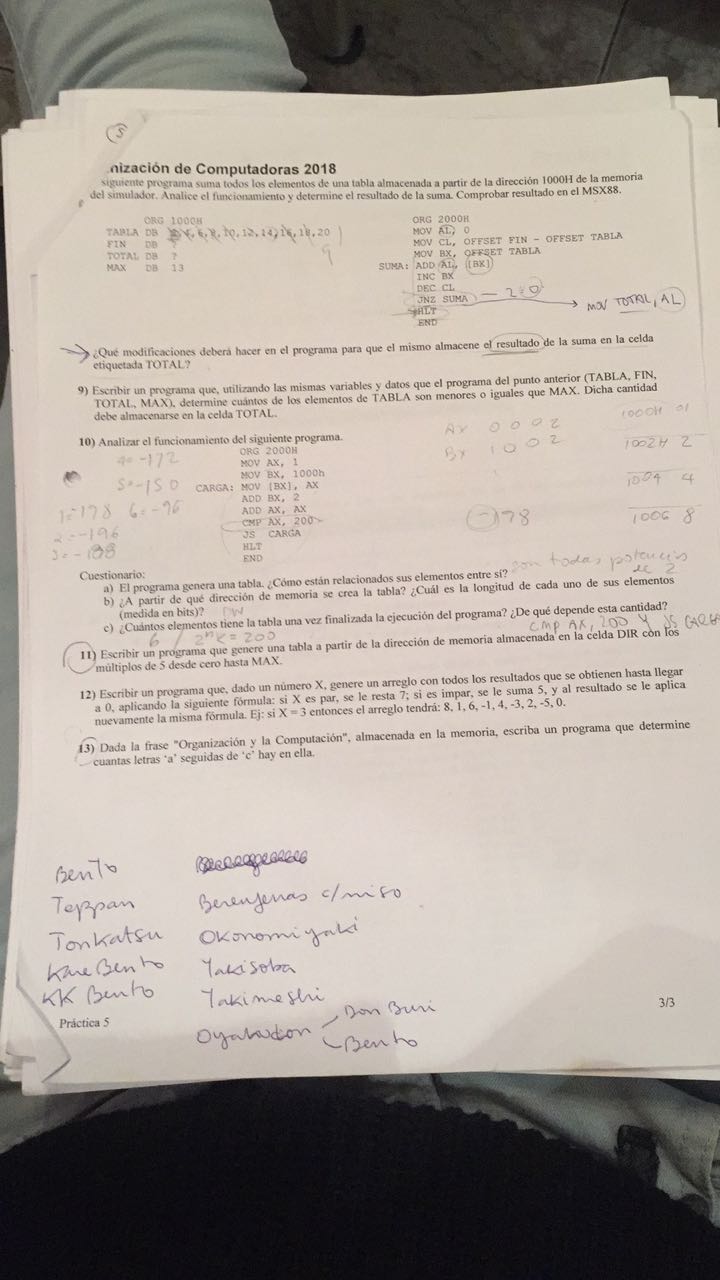 (5
nización de Computadoras 2018
siguiente programa suma todos los elementos de una tabla almacenada a partir de la dirección 1000H de la memoria
del simulador. Analice el funcionamiento y determine el resultado de la suma. Comprobar resultado en el MSX88.
ORG 1000H
TABLA DB 4, 6, 8, 10, 12, 14, 16, 18, 20
9
FIN DB ?
TOTAL DB ?
MAX DB 13
ORG 2000H
MOV AL, 0
MOV CL, OFFSET FIN - OFFSET TABLA
MOV BX, OFFSET TABLA
SUMA: ADD AL, [BX]
INC BX
DEC CL
JNZ SUMA
HLT
END
MOV TOTAL, AL
¿Qué modificaciones deberá hacer en el programa para que el mismo almacene el resultado de la suma en la celda
etiquetada TOTAL?
9) Escribir un programa que, utilizando las mismas variables y datos que el programa del punto anterior (TABLA, FIN,
TOTAL, MAX), determine cuántos de los elementos de TABLA son menores o iguales que MAX. Dicha cantidad
debe almacenarse en la celda TOTAL.
10) Analizar el funcionamiento del siguiente programa.
ORG 2000H
MOV AX, 1
MOV BX, 1000h
CARGA: MOV [BX], AX
ADD BX, 2
ADD AX, AX
CMP AX, 200
JS CARGA
HLT
END
4=-172
5=-150
1=-198 6=-96
2=-196
Ax 0 0 0 2
Bx 1 0 0 2
1000H 01
1002H 2
1004 4
1006 8
198
Cuestionario:
a) El programa genera una tabla. ¿Cómo están relacionados sus elementos entre sí? son todas potencias
de 2
b) ¿A partir de qué dirección de memoria se crea la tabla? ¿Cuál es la longitud de cada uno de sus elementos
(medida en bits)? DW
c) ¿Cuántos elementos tiene la tabla una vez finalizada la ejecución del programa? ¿De qué depende esta cantidad?
CMP AX, 200 Y JS CARGA
11) Escribir un programa que genere una tabla a partir de la dirección de memoria almacenada en la celda DIR con los
múltiplos de 5 desde cero hasta MAX.
12) Escribir un programa que, dado un número X, genere un arreglo con todos los resultados que se obtienen hasta llegar
a 0, aplicando la siguiente fórmula: si X es par, se le resta 7; si es impar, se le suma 5, y al resultado se le aplica
nuevamente la misma fórmula. Ej: si X = 3 entonces el arreglo tendrá: 8, 1, 6, -1, 4, -3, 2, -5, 0.
13) Dada la frase "Organización y la Computación", almacenada en la memoria, escriba un programa que determine
cuantas letras 'a' seguidas de 'c' hay en ella.
Bento
Teppan Berenjenas c/miso
Tonkatsu Okonomiyaki
Kare Bento Yakisoba
KK Bento Yakimeshi
Oyakudon Don Buri
Bento
Práctica 5
3/3